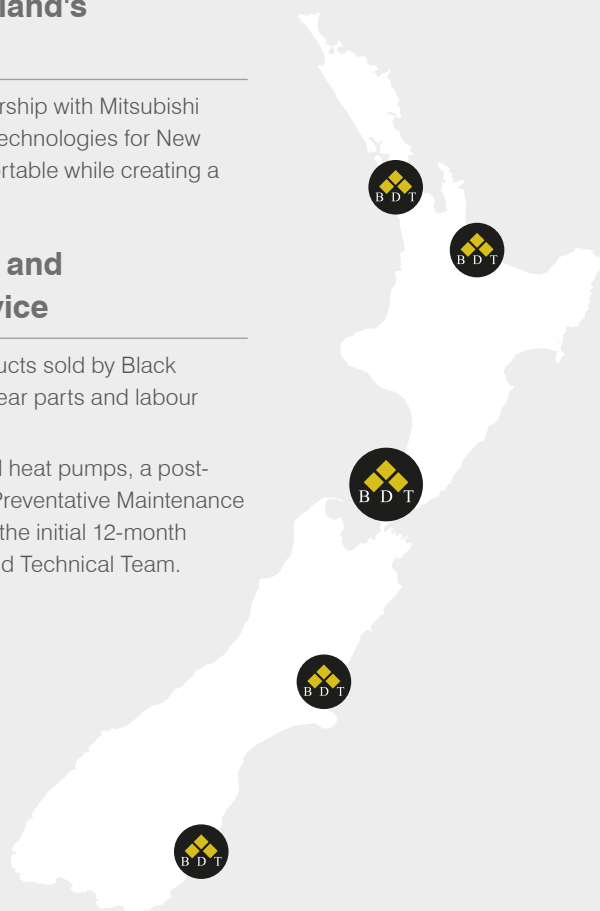 land's
rship with Mitsubishi
echnologies for New
rtable while creating a
and
vice
ucts sold by Black
ear parts and labour
l heat pumps, a post-
Preventative Maintenance
the initial 12-month
d Technical Team.
B D T
B D T
B D T
B D T
B D T